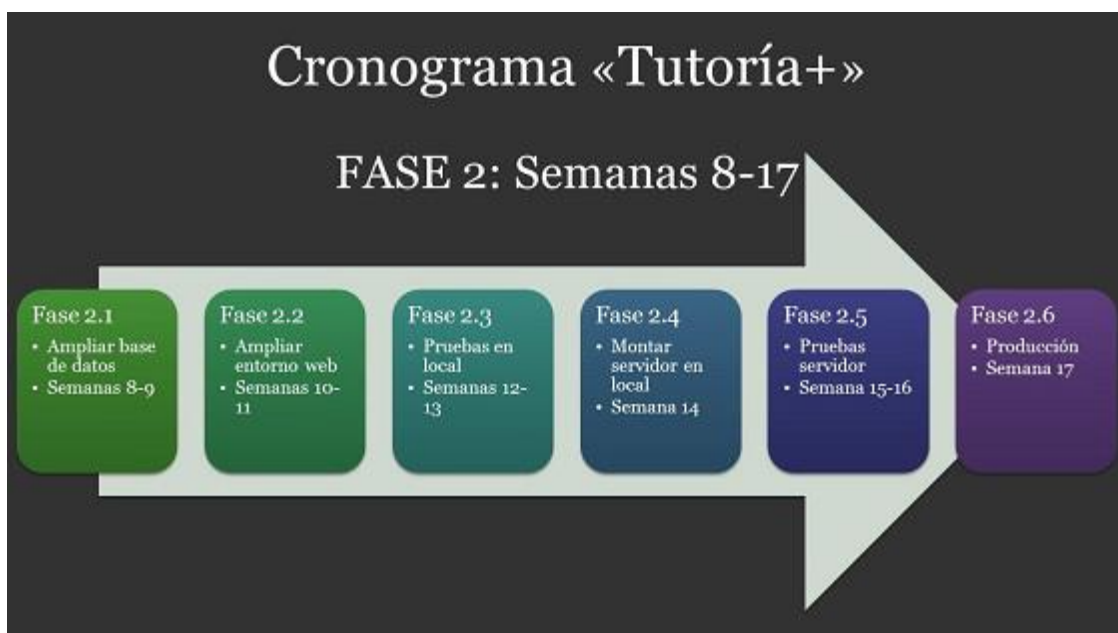 Cronograma «Tutoría+»
FASE 2: Semanas 8-17
Fase 2.1
• Ampliar base
de datos
• Semanas 8-9
Fase 2.2
• Ampliar
entorno web
• Semanas 10-
11
Fase 2.3
• Pruebas en
local
• Semanas 12-
13
Fase 2.4
• Montar
servidor en
local
• Semana 14
Fase 2.5
• Pruebas
servidor
• Semana 15-16
Fase 2.6
• Producción
• Semana 17